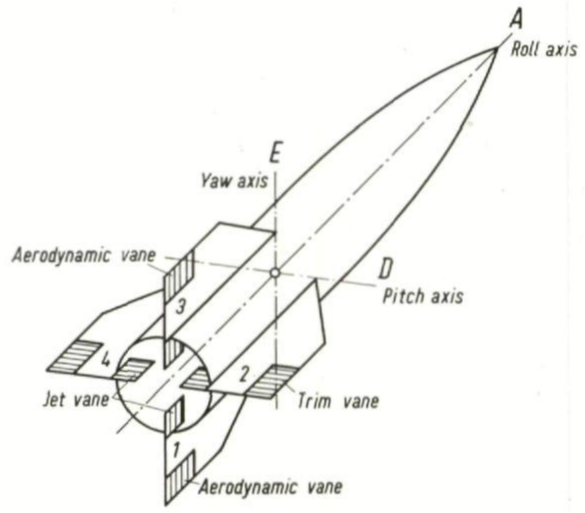 A
Roll axis
E
Yaw axis
Aerodynamic vane
D
Pitch axis
3
4
2
Jet vane
Trim vane
1
Aerodynamic vane